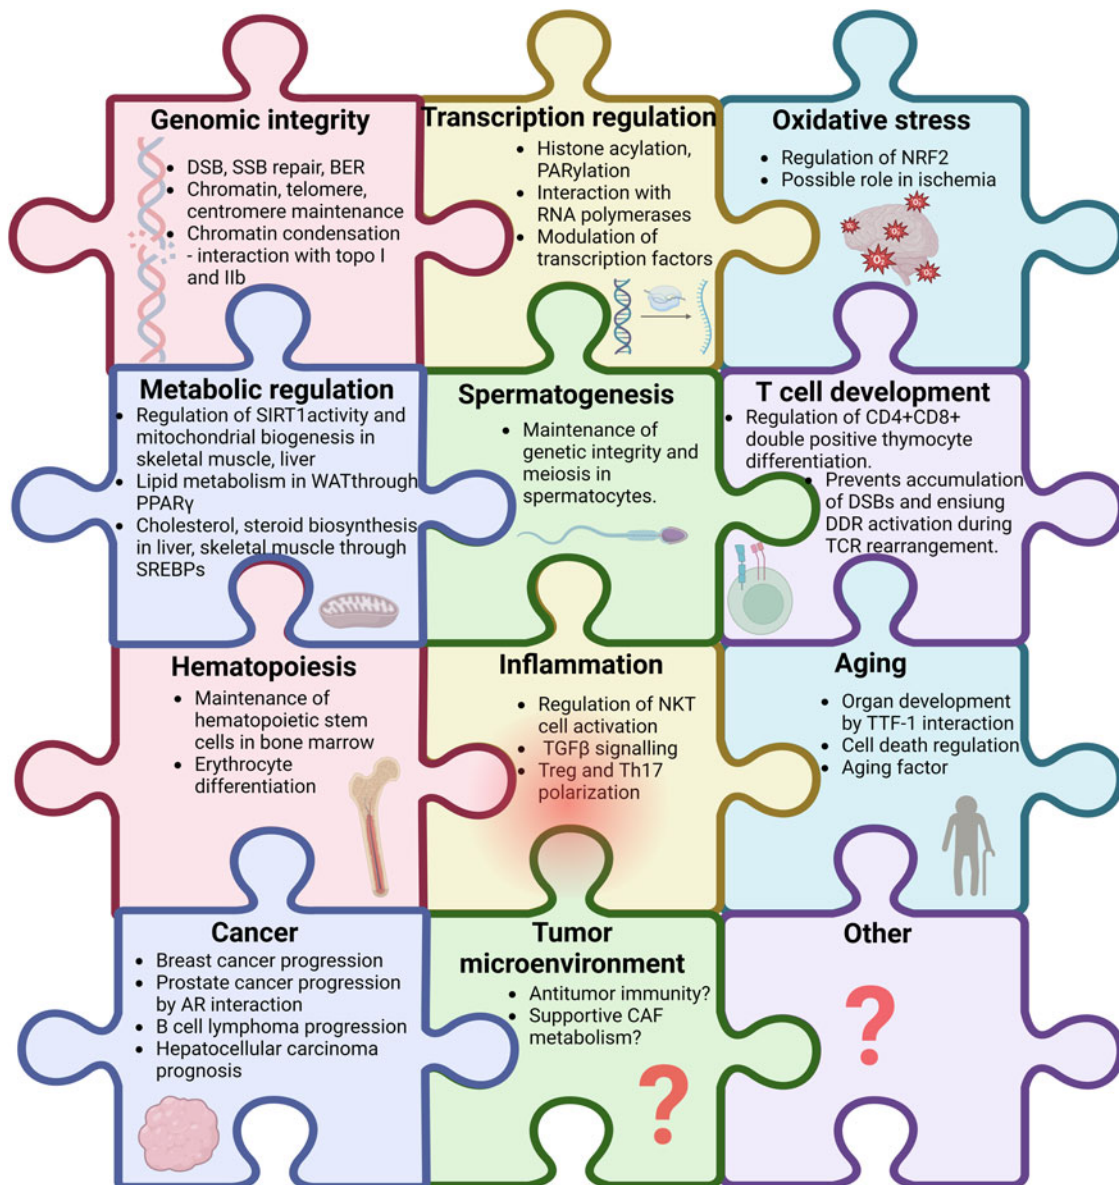 Genomic integrity
• DSB, SSB repair, BER
• Chromatin, telomere,
centromere maintenance
• Chromatin condensation
- interaction with topo I
and IIb
Transcription regulation
• Histone acylation,
PARylation
• Interaction with
RNA polymerases
• Modulation of
transcription factors
Oxidative stress
• Regulation of NRF2
• Possible role in ischemia
Metabolic regulation
• Regulation of SIRT1activity and
mitochondrial biogenesis in
skeletal muscle, liver
• Lipid metabolism in WATthrough
PPARγ
• Cholesterol, steroid biosynthesis
in liver, skeletal muscle through
SREBPs
Spermatogenesis
• Maintenance of
genetic integrity and
meiosis in
spermatocytes.
T cell development
• Regulation of CD4+CD8+
double positive thymocyte
differentiation.
• Prevents accumulation
of DSBs and ensiung
DDR activation during
TCR rearrangement.
Hematopoiesis
• Maintenance of
hematopoietic stem
cells in bone marrow
• Erythrocyte
differentiation
Inflammation
• Regulation of NKT
cell activation
• TGFβ signalling
• Treg and Th17
polarization
Aging
• Organ development
by TTF-1 interaction
• Cell death regulation
• Aging factor
Cancer
• Breast cancer progression
• Prostate cancer progression
by AR interaction
• B cell lymphoma progression
• Hepatocellular carcinoma
prognosis
Tumor
microenvironment
• Antitumor immunity?
• Supportive CAF
metabolism?
?
Other
?